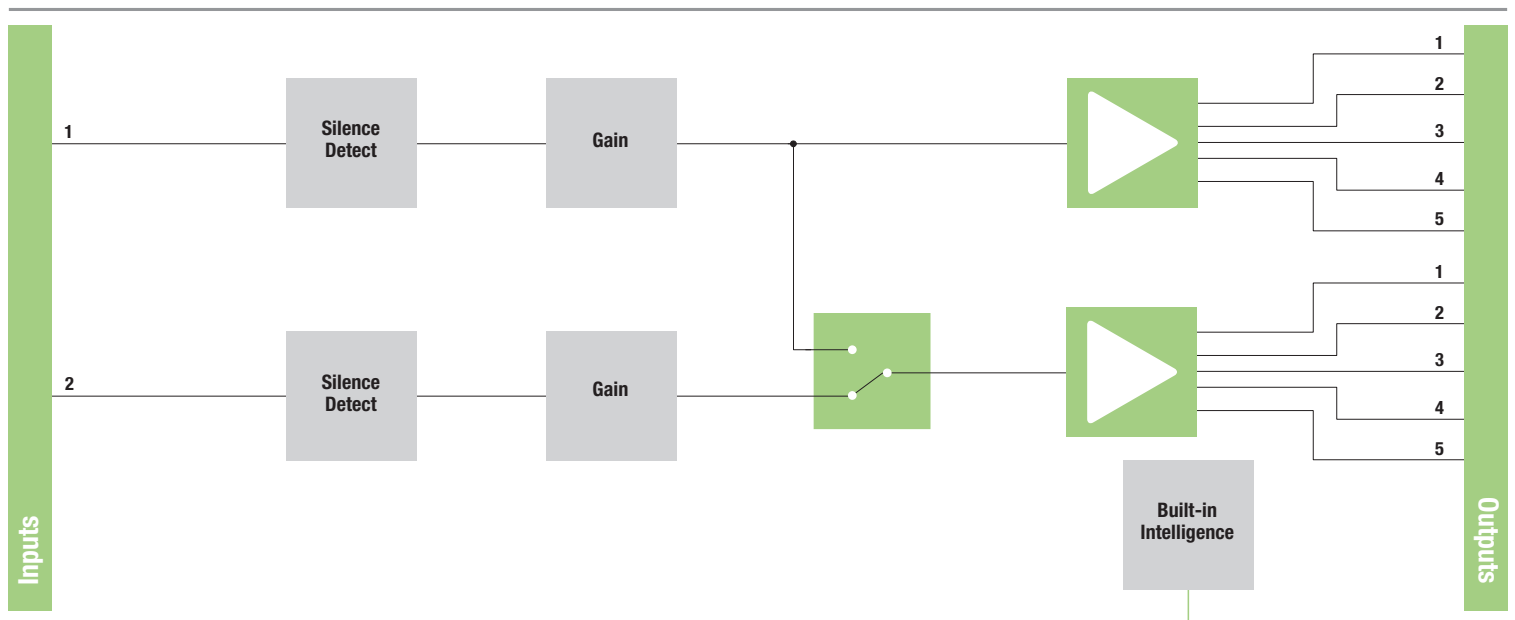 Inputs
1
Silence
Detect
Gain
1
2
3
4
5
2
Silence
Detect
Gain
1
2
3
4
5
Built-in
Intelligence
Outputs